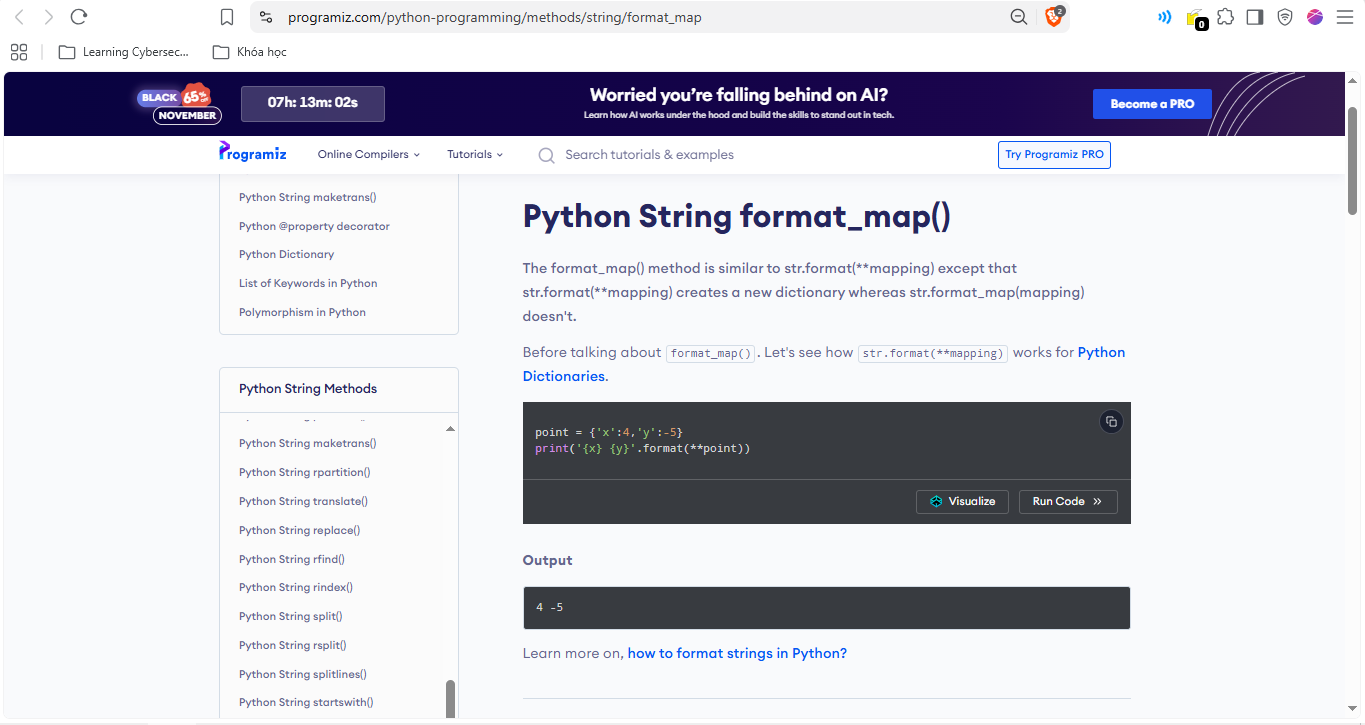 programiz.com/python-programming/methods/string/format_map
2
0
Learning Cybersec...
Khóa học
BLACK 65% OFF
NOVEMBER
07h: 13m: 02s
Worried you're falling behind on AI?
Learn how AI works under the hood and build the skills to stand out in tech.
Become a PRO
Programiz
Online Compilers
Tutorials
Search tutorials & examples
Try Programiz PRO
Python String maketrans()
Python @property decorator
Python Dictionary
List of Keywords in Python
Polymorphism in Python
Python String Methods
Python String maketrans()
Python String rpartition()
Python String translate()
Python String replace()
Python String rfind()
Python String rindex()
Python String split()
Python String rsplit()
Python String splitlines()
Python String startswith()
Python String format_map()
The format_map() method is similar to str.format(**mapping) except that
str.format(**mapping) creates a new dictionary whereas str.format_map(mapping)
doesn't.
Before talking about format_map(). Let's see how str.format(**mapping) works for Python
Dictionaries.
point = {'x':4,'y':-5}
print('{x} {y}'.format(**point))
Visualize
Run Code »
Output
4 -5
Learn more on, how to format strings in Python?